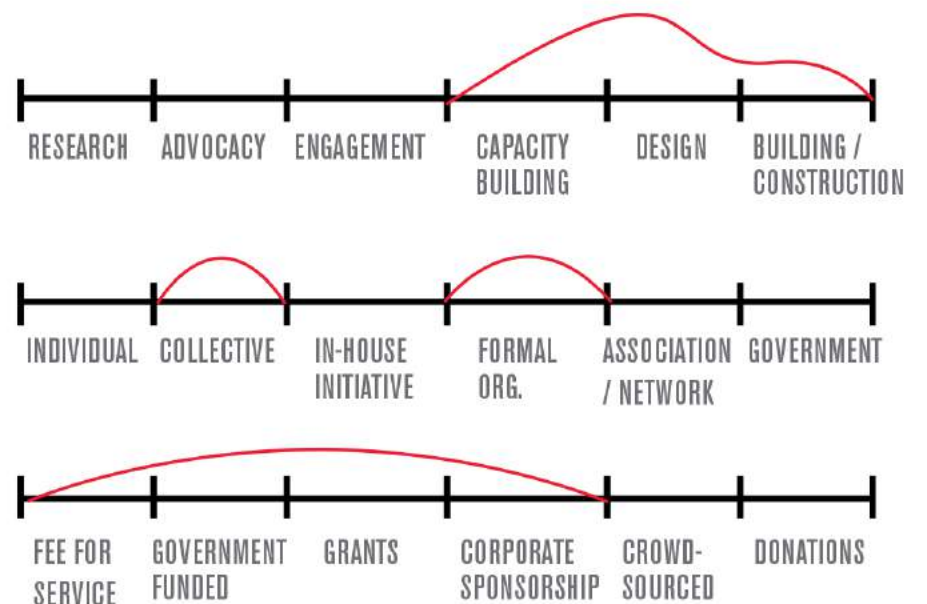 RESEARCH ADVOCACY ENGAGEMENT CAPACITY DESIGN BUILDING /
BUILDING CONSTRUCTION
INDIVIDUAL COLLECTIVE IN-HOUSE FORMAL ASSOCIATION GOVERNMENT
INITIATIVE ORG. / NETWORK
FEE FOR GOVERNMENT GRANTS CORPORATE CROWD- DONATIONS
SERVICE FUNDED SPONSORSHIP SOURCED